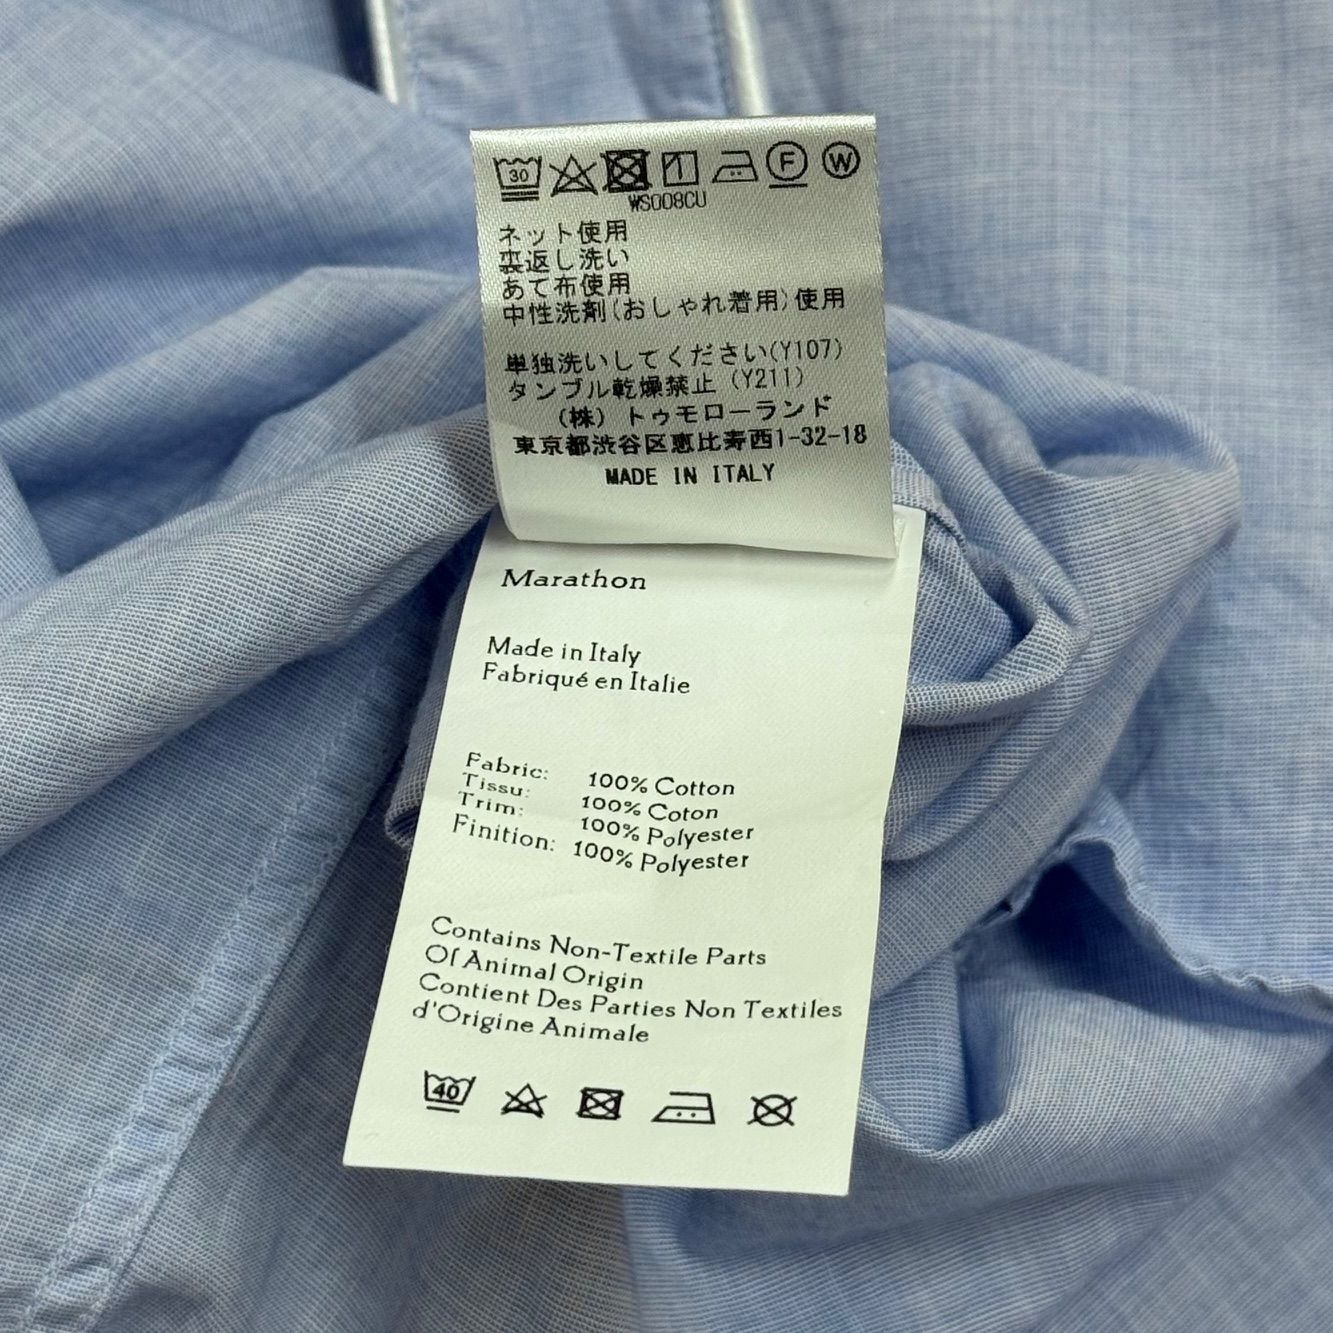 30 F W
WS008CU
ネット使用
裏返し洗い
あて布使用
中性洗剤(おしゃれ着用)使用
単独洗いしてください(Y107)
タンブル乾燥禁止 (Y211)
(株) トゥモローランド
東京都渋谷区恵比寿西1-32-18
MADE IN ITALY
Marathon
Made in Italy
Fabriqué en Italie
Fabric: 100% Cotton
Tissu: 100% Coton
Trim: 100% Polyester
Finition: 100% Polyester
Contains Non-Textile Parts
Of Animal Origin
Contient Des Parties Non Textiles
d'Origine Animale
40